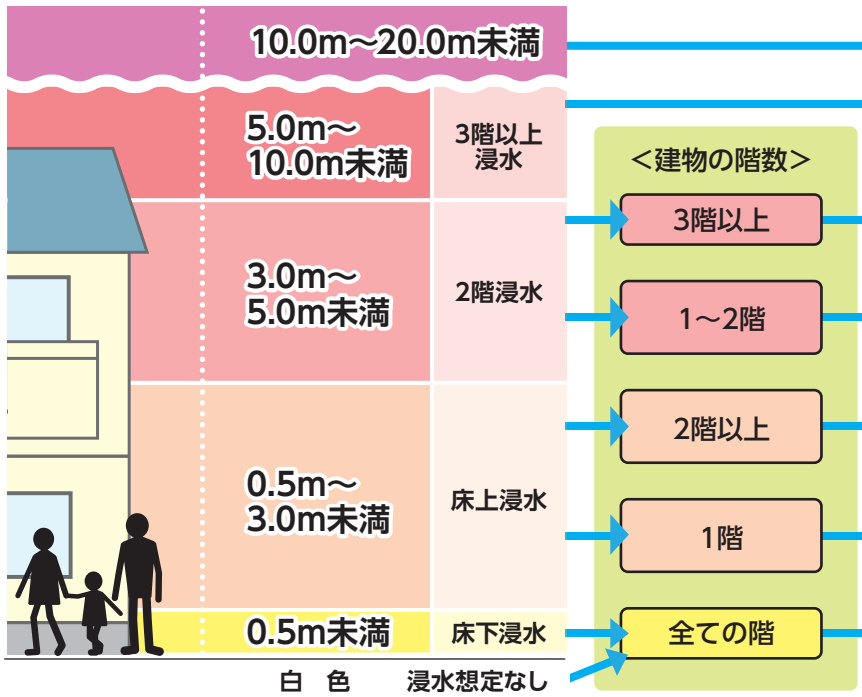 10.0m～20.0m未満
5.0m～
10.0m未満
3階以上
浸水
3.0m～
5.0m未満
2階浸水
0.5m～
3.0m未満
床上浸水
0.5m未満
床下浸水
白　色
浸水想定なし
＜建物の階数＞
3階以上
1～2階
2階以上
1階
全ての階